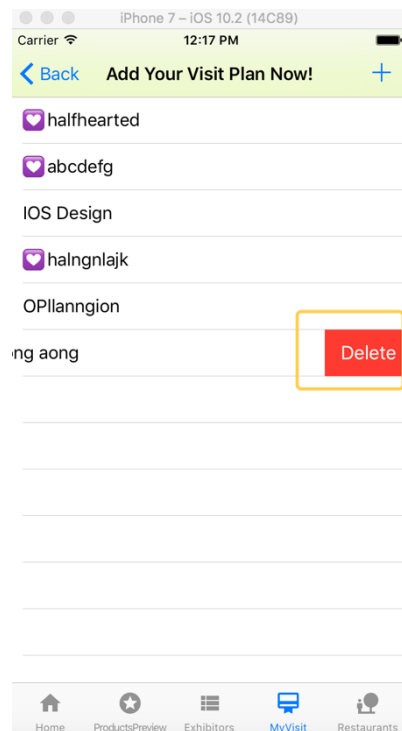 iPhone 7 – iOS 10.2 (14C89)
Carrier 12:17 PM
Back Add Your Visit Plan Now! +
💟halfhearted
💟abcdefg
IOS Design
💟halngnlajk
OPllanngion
ng aong Delete
Home ProductsPreview Exhibitors MyVisit Restaurants